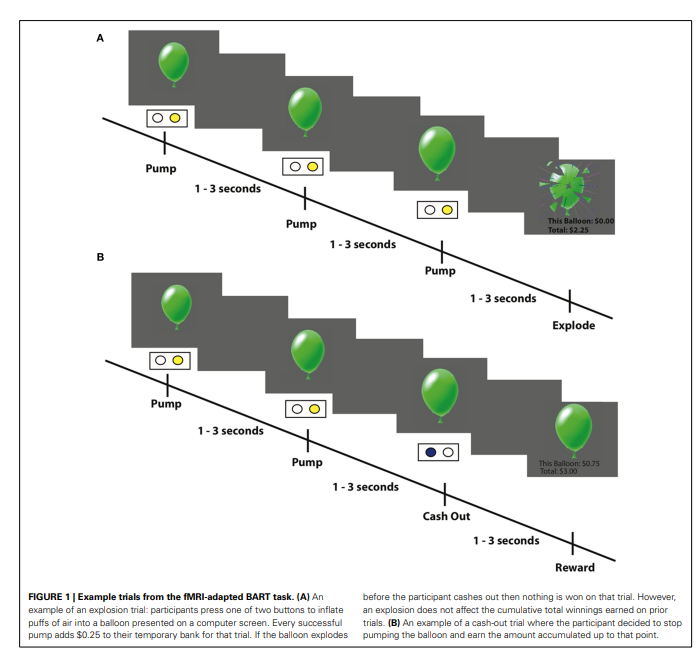 A
Pump
1 - 3 seconds
Pump
1 - 3 seconds
Pump
1 - 3 seconds
Explode
This Balloon: $0.00
Total: $2.25
B
Pump
1 - 3 seconds
Pump
1 - 3 seconds
Cash Out
1 - 3 seconds
Reward
This Balloon: $0.75
Total: $3.00
FIGURE 1 | Example trials from the fMRI-adapted BART task. (A) An
example of an explosion trial: participants press one of two buttons to inflate
puffs of air into a balloon presented on a computer screen. Every successful
pump adds $0.25 to their temporary bank for that trial. If the balloon explodes
before the participant cashes out then nothing is won on that trial. However,
an explosion does not affect the cumulative total winnings earned on prior
trials. (B) An example of a cash-out trial where the participant decided to stop
pumping the balloon and earn the amount accumulated up to that point.